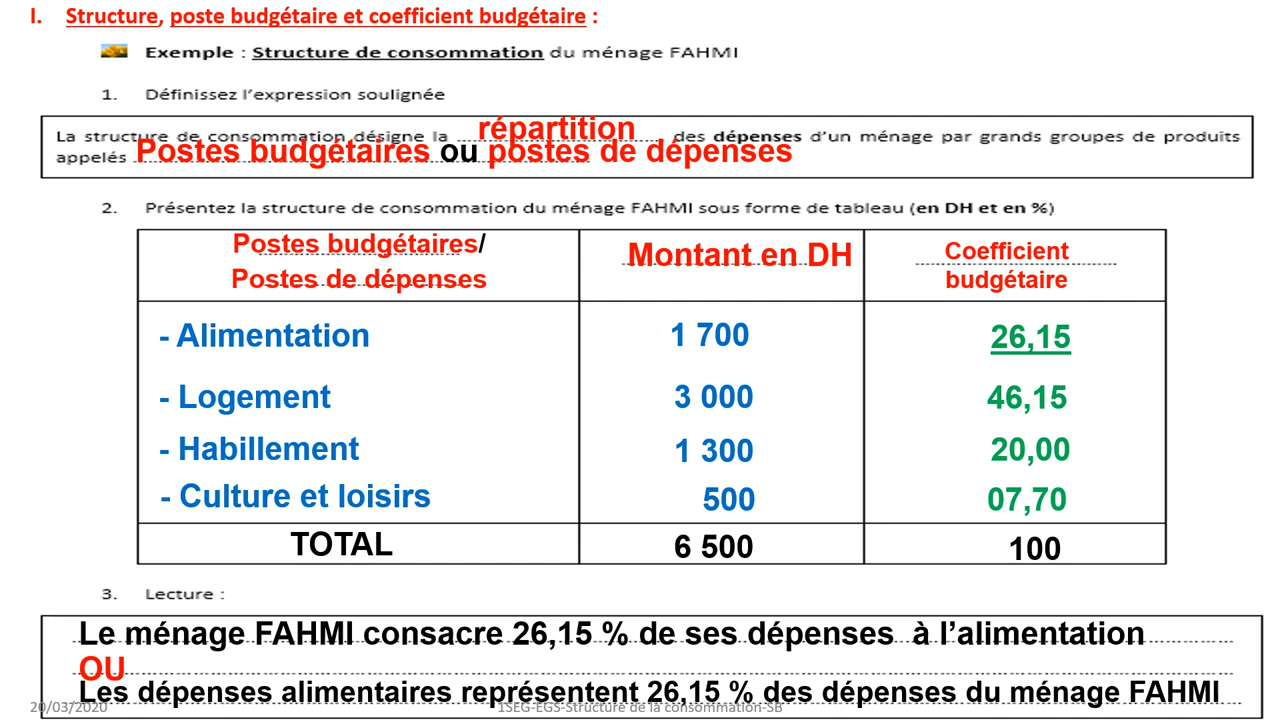 I. Structure, poste budgétaire et coefficient budgétaire :
Exemple : Structure de consommation du ménage FAHMI
1. Définissez l'expression soulignée
La structure de consommation désigne la répartition des dépenses d'un ménage par grands groupes de produits
appelés Postes budgétaires ou postes de dépenses
2. Présentez la structure de consommation du ménage FAHMI sous forme de tableau (en DH et en %)
Postes budgétaires/
Postes de dépenses
Montant en DH
Coefficient
budgétaire
- Alimentation 1 700 26,15
- Logement 3 000 46,15
- Habillement 1 300 20,00
- Culture et loisirs 500 07,70
TOTAL 6 500 100
3. Lecture :
Le ménage FAHMI consacre 26,15 % de ses dépenses à l'alimentation
OU
Les dépenses alimentaires représentent 26,15 % des dépenses du ménage FAHMI
20/03/2020 1SEG-EGS-Structure de la consommation-SB